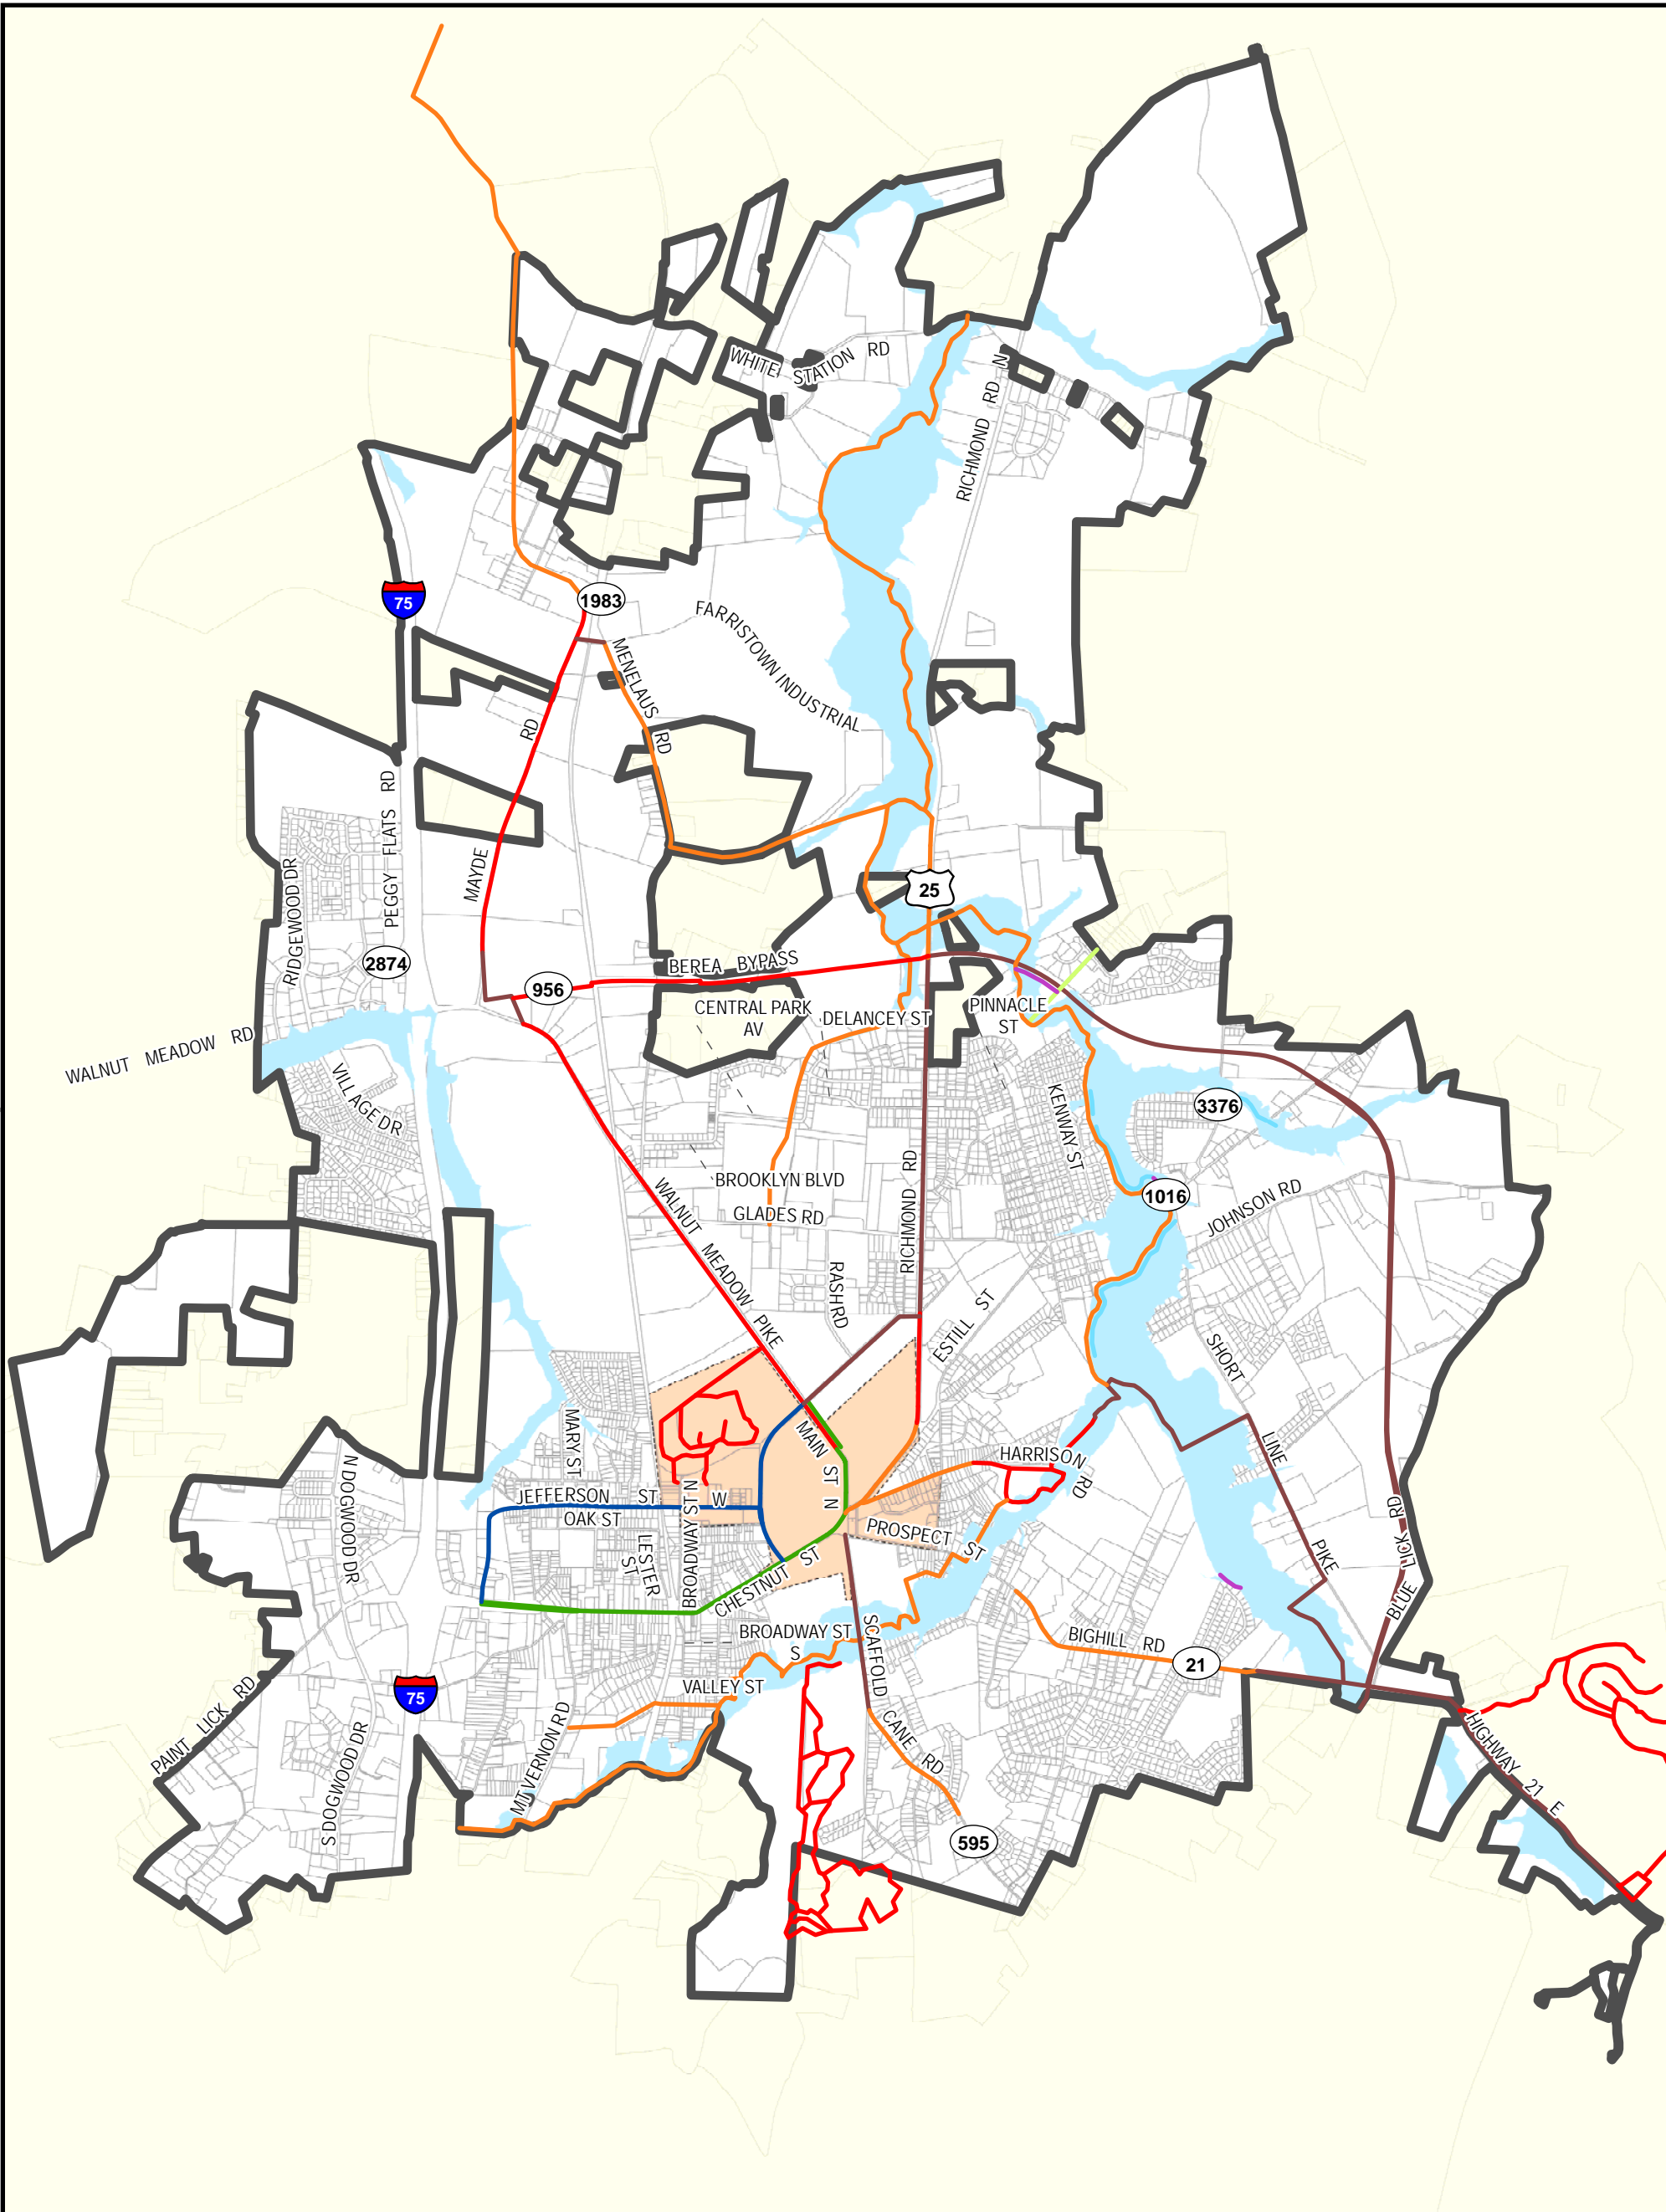 WHITE STATION RD
RICHMOND RD N
75
1983
FARRISTOWN INDUSTRIAL
MENELAUS RD
RD
MAYDE
PEGGY FLATS RD
RIDGEWOOD DR
25
2874
956
BEREA BYPASS
CENTRAL PARK
AV
DELANCEY ST
PINNACLE
ST
WALNUT MEADOW RD
VILLAGE DR
KENWAY ST
3376
1016
JOHNSON RD
BROOKLYN BLVD
GLADES RD
WALNUT MEADOW PIKE
RICHMOND RD
RASH RD
ESTILL ST
SHORT
LINE
PIKE
MARY ST
MAIN ST N
HARRISON
RD
N DOGWOOD DR
JEFFERSON ST W
OAK ST
BROADWAY ST N
LESTER
ST
PROSPECT ST
CHESTNUT ST
BLUE LICK RD
BROADWAY ST
S
SCAFFOLD
CANE RD
BIGHILL RD
21
VALLEY ST
75
PAINT LICK RD
S DOGWOOD DR
MT VERNON RD
HIGHWAY 21 E
595